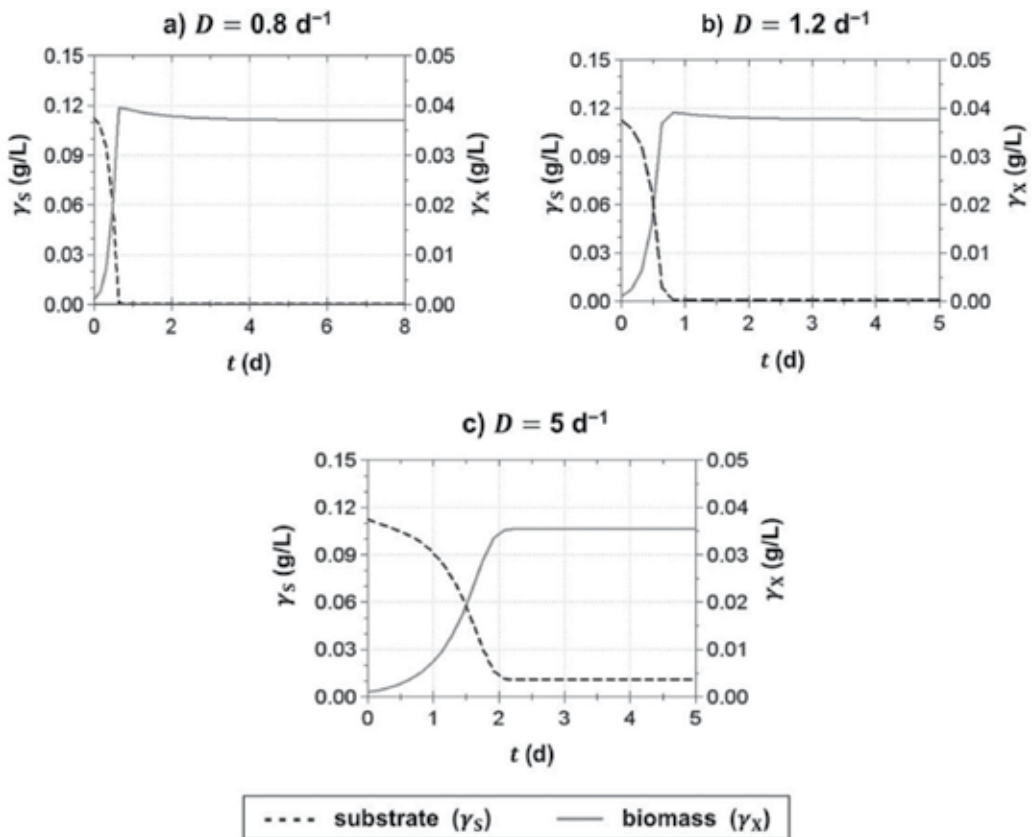 a) D = 0.8 d⁻¹
0.15
0.12
0.09
0.06
0.03
0.00
γS (g/L)
0.05
0.04
0.03
0.02
0.01
0.00
γX (g/L)
0 2 4 6 8
t (d)
b) D = 1.2 d⁻¹
0.15
0.12
0.09
0.06
0.03
0.00
γS (g/L)
0.05
0.04
0.03
0.02
0.01
0.00
γX (g/L)
0 1 2 3 4 5
t (d)
c) D = 5 d⁻¹
0.15
0.12
0.09
0.06
0.03
0.00
γS (g/L)
0.05
0.04
0.03
0.02
0.01
0.00
γX (g/L)
0 1 2 3 4 5
t (d)
substrate (γS) biomass (γX)